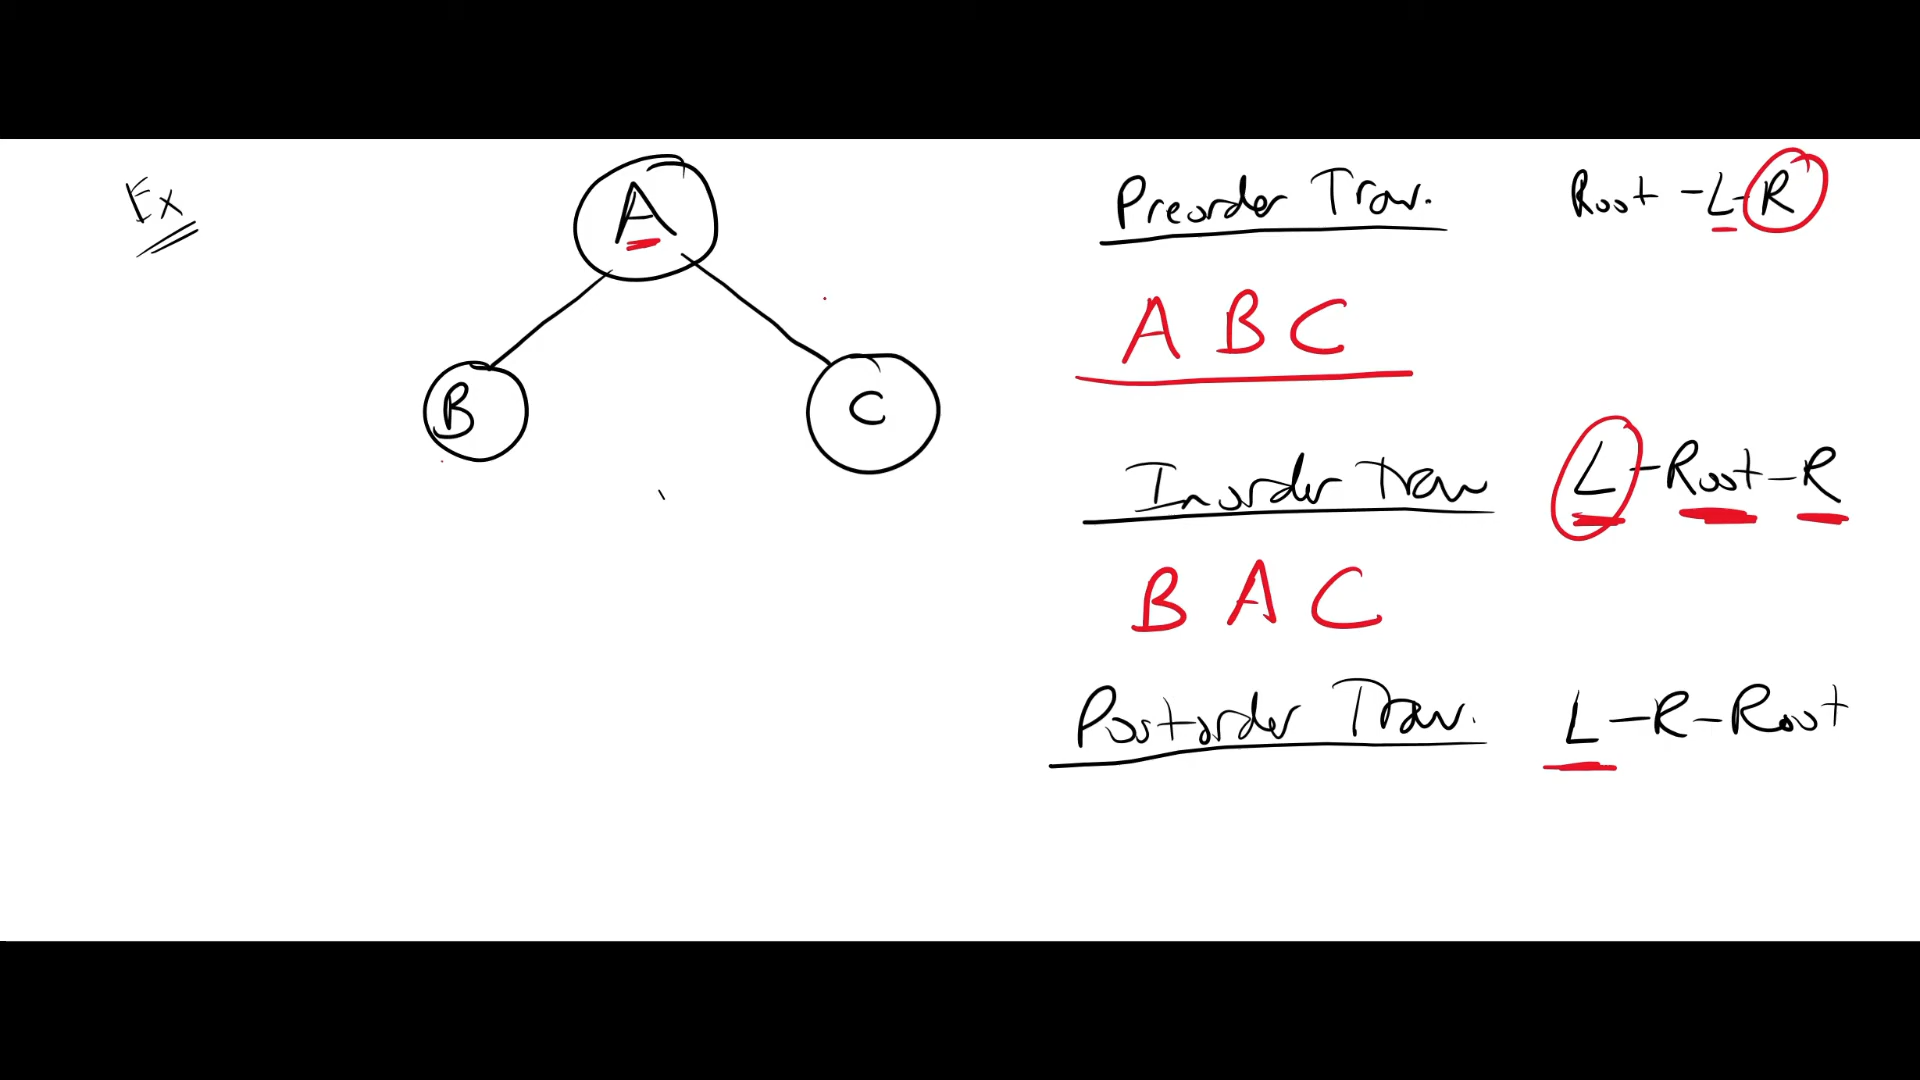 Ex
A
B
C
Preorder Trav. Root - L - R
A B C
Inorder Trav L - Root - R
B A C
Postorder Trav. L - R - Root